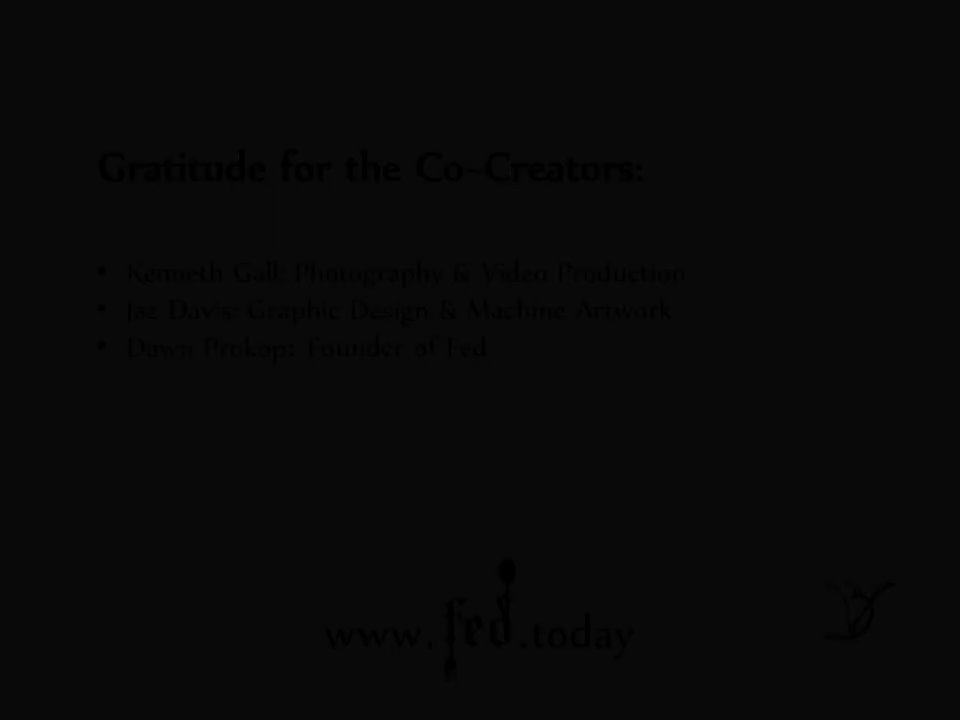 Gratitude for the Co-Creators:
• Kenneth Gall: Photography & Video Production
• Jaz Davis: Graphic Design & Machine Artwork
• Dawn Prokop: Founder of Fed
www.fed.today